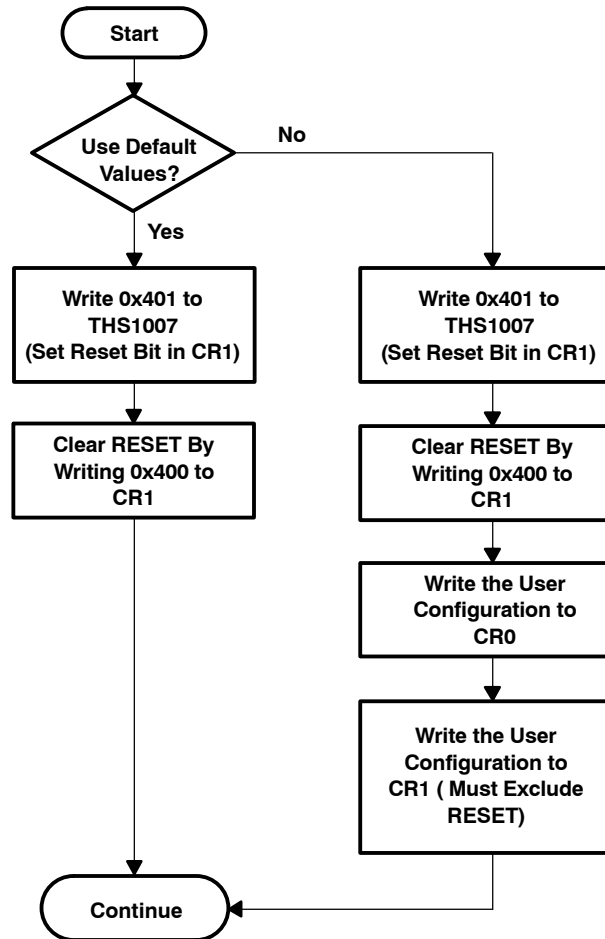 Start
Use Default
Values?
No
Yes
Write 0x401 to
THS1007
(Set Reset Bit in CR1)
Clear RESET By
Writing 0x400 to
CR1
Write 0x401 to
THS1007
(Set Reset Bit in CR1)
Clear RESET By
Writing 0x400 to
CR1
Write the User
Configuration to
CR0
Write the User
Configuration to
CR1 ( Must Exclude
RESET)
Continue